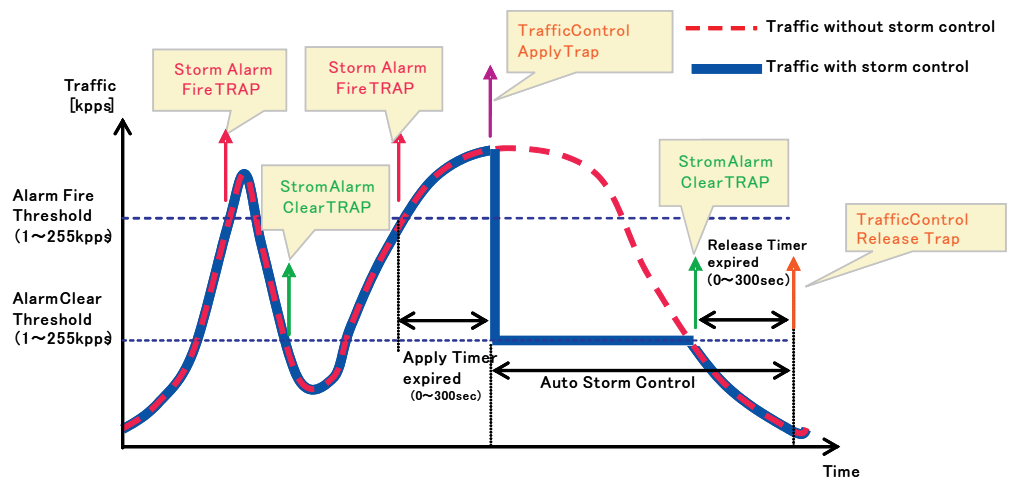 Traffic without storm control
Traffic with storm control
TrafficControl
ApplyTrap
Storm Alarm
FireTRAP
Storm Alarm
FireTRAP
Traffic
[kpps]
StromAlarm
ClearTRAP
StromAlarm
ClearTRAP
Alarm Fire
Threshold
(1～255kpps)
TrafficControl
Release Trap
Release Timer
expired
(0～300sec)
AlarmClear
Threshold
(1～255kpps)
Apply Timer
expired
(0～300sec)
Auto Storm Control
Time